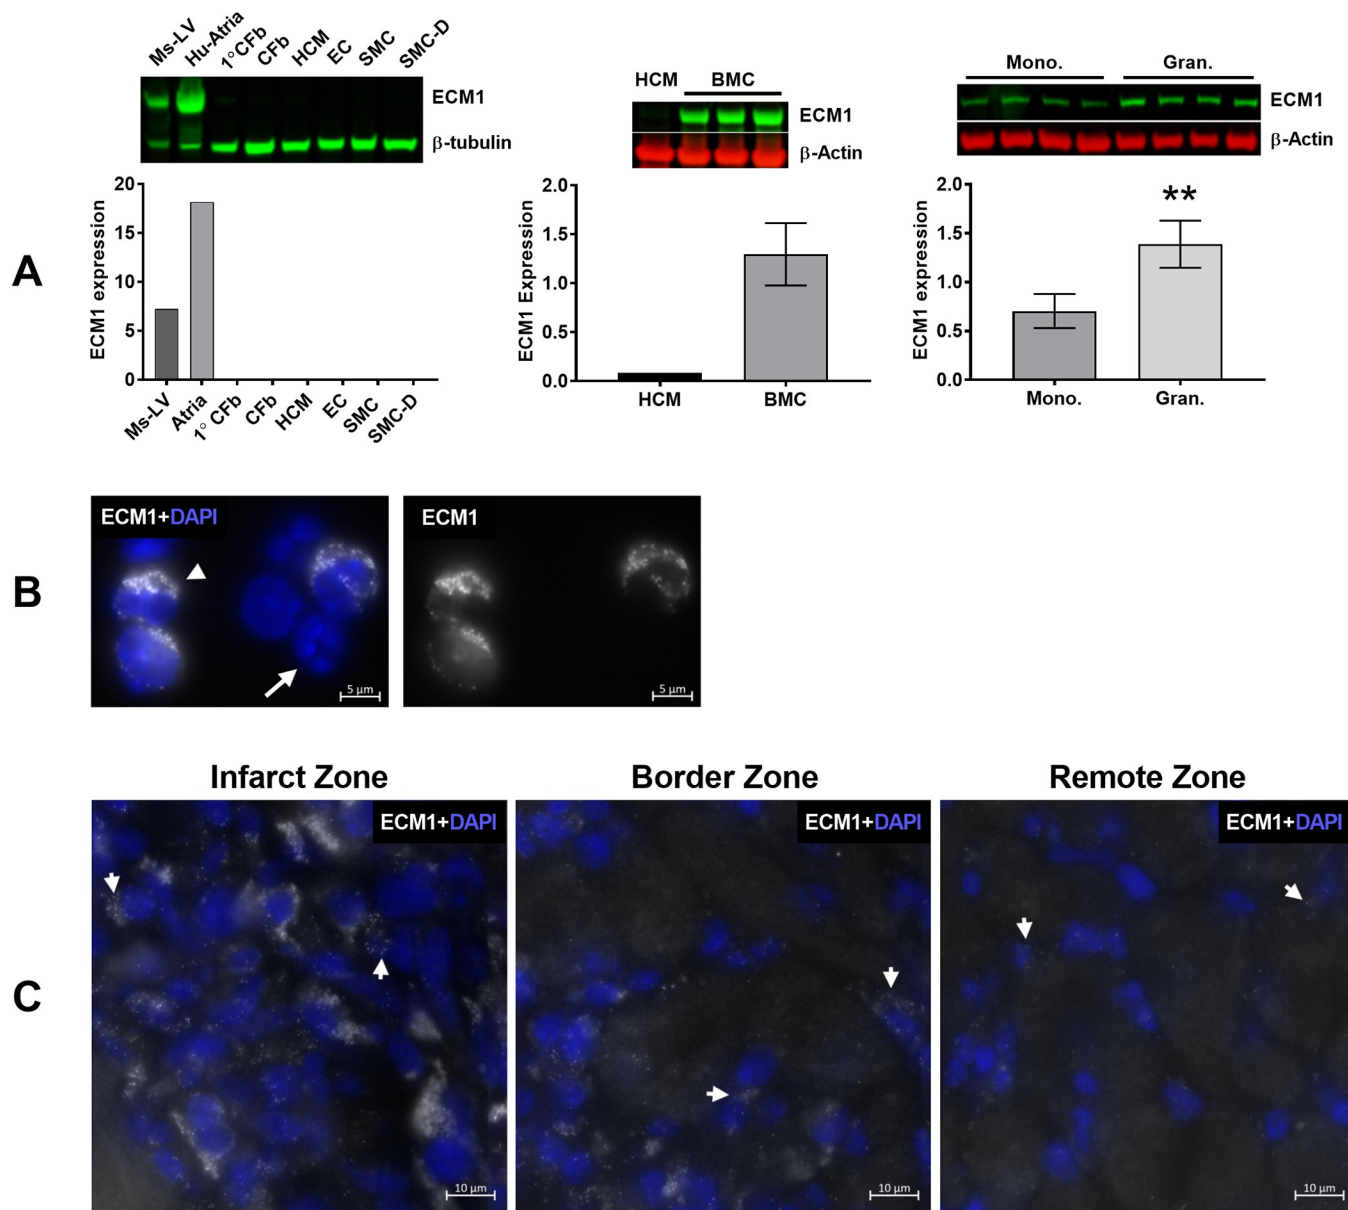 Ms-LV
Hu-Atria
1°CFb
CFb
HCM
EC
SMC
SMC-D
ECM1
β-tubulin
20
15
10
5
0
ECM1 expression
Ms-LV
Atria
1° CFb
CFb
HCM
EC
SMC
SMC-D
HCM BMC
ECM1
β-Actin
2.0
1.5
1.0
0.5
0.0
ECM1 Expression
HCM
BMC
Mono. Gran.
ECM1
β-Actin
2.0
1.5
1.0
0.5
0.0
ECM1 expression
**
Mono.
Gran.
A
B
ECM1+DAPI
5 µm
ECM1
5 µm
C
Infarct Zone
ECM1+DAPI
10 µm
Border Zone
ECM1+DAPI
10 µm
Remote Zone
ECM1+DAPI
10 µm